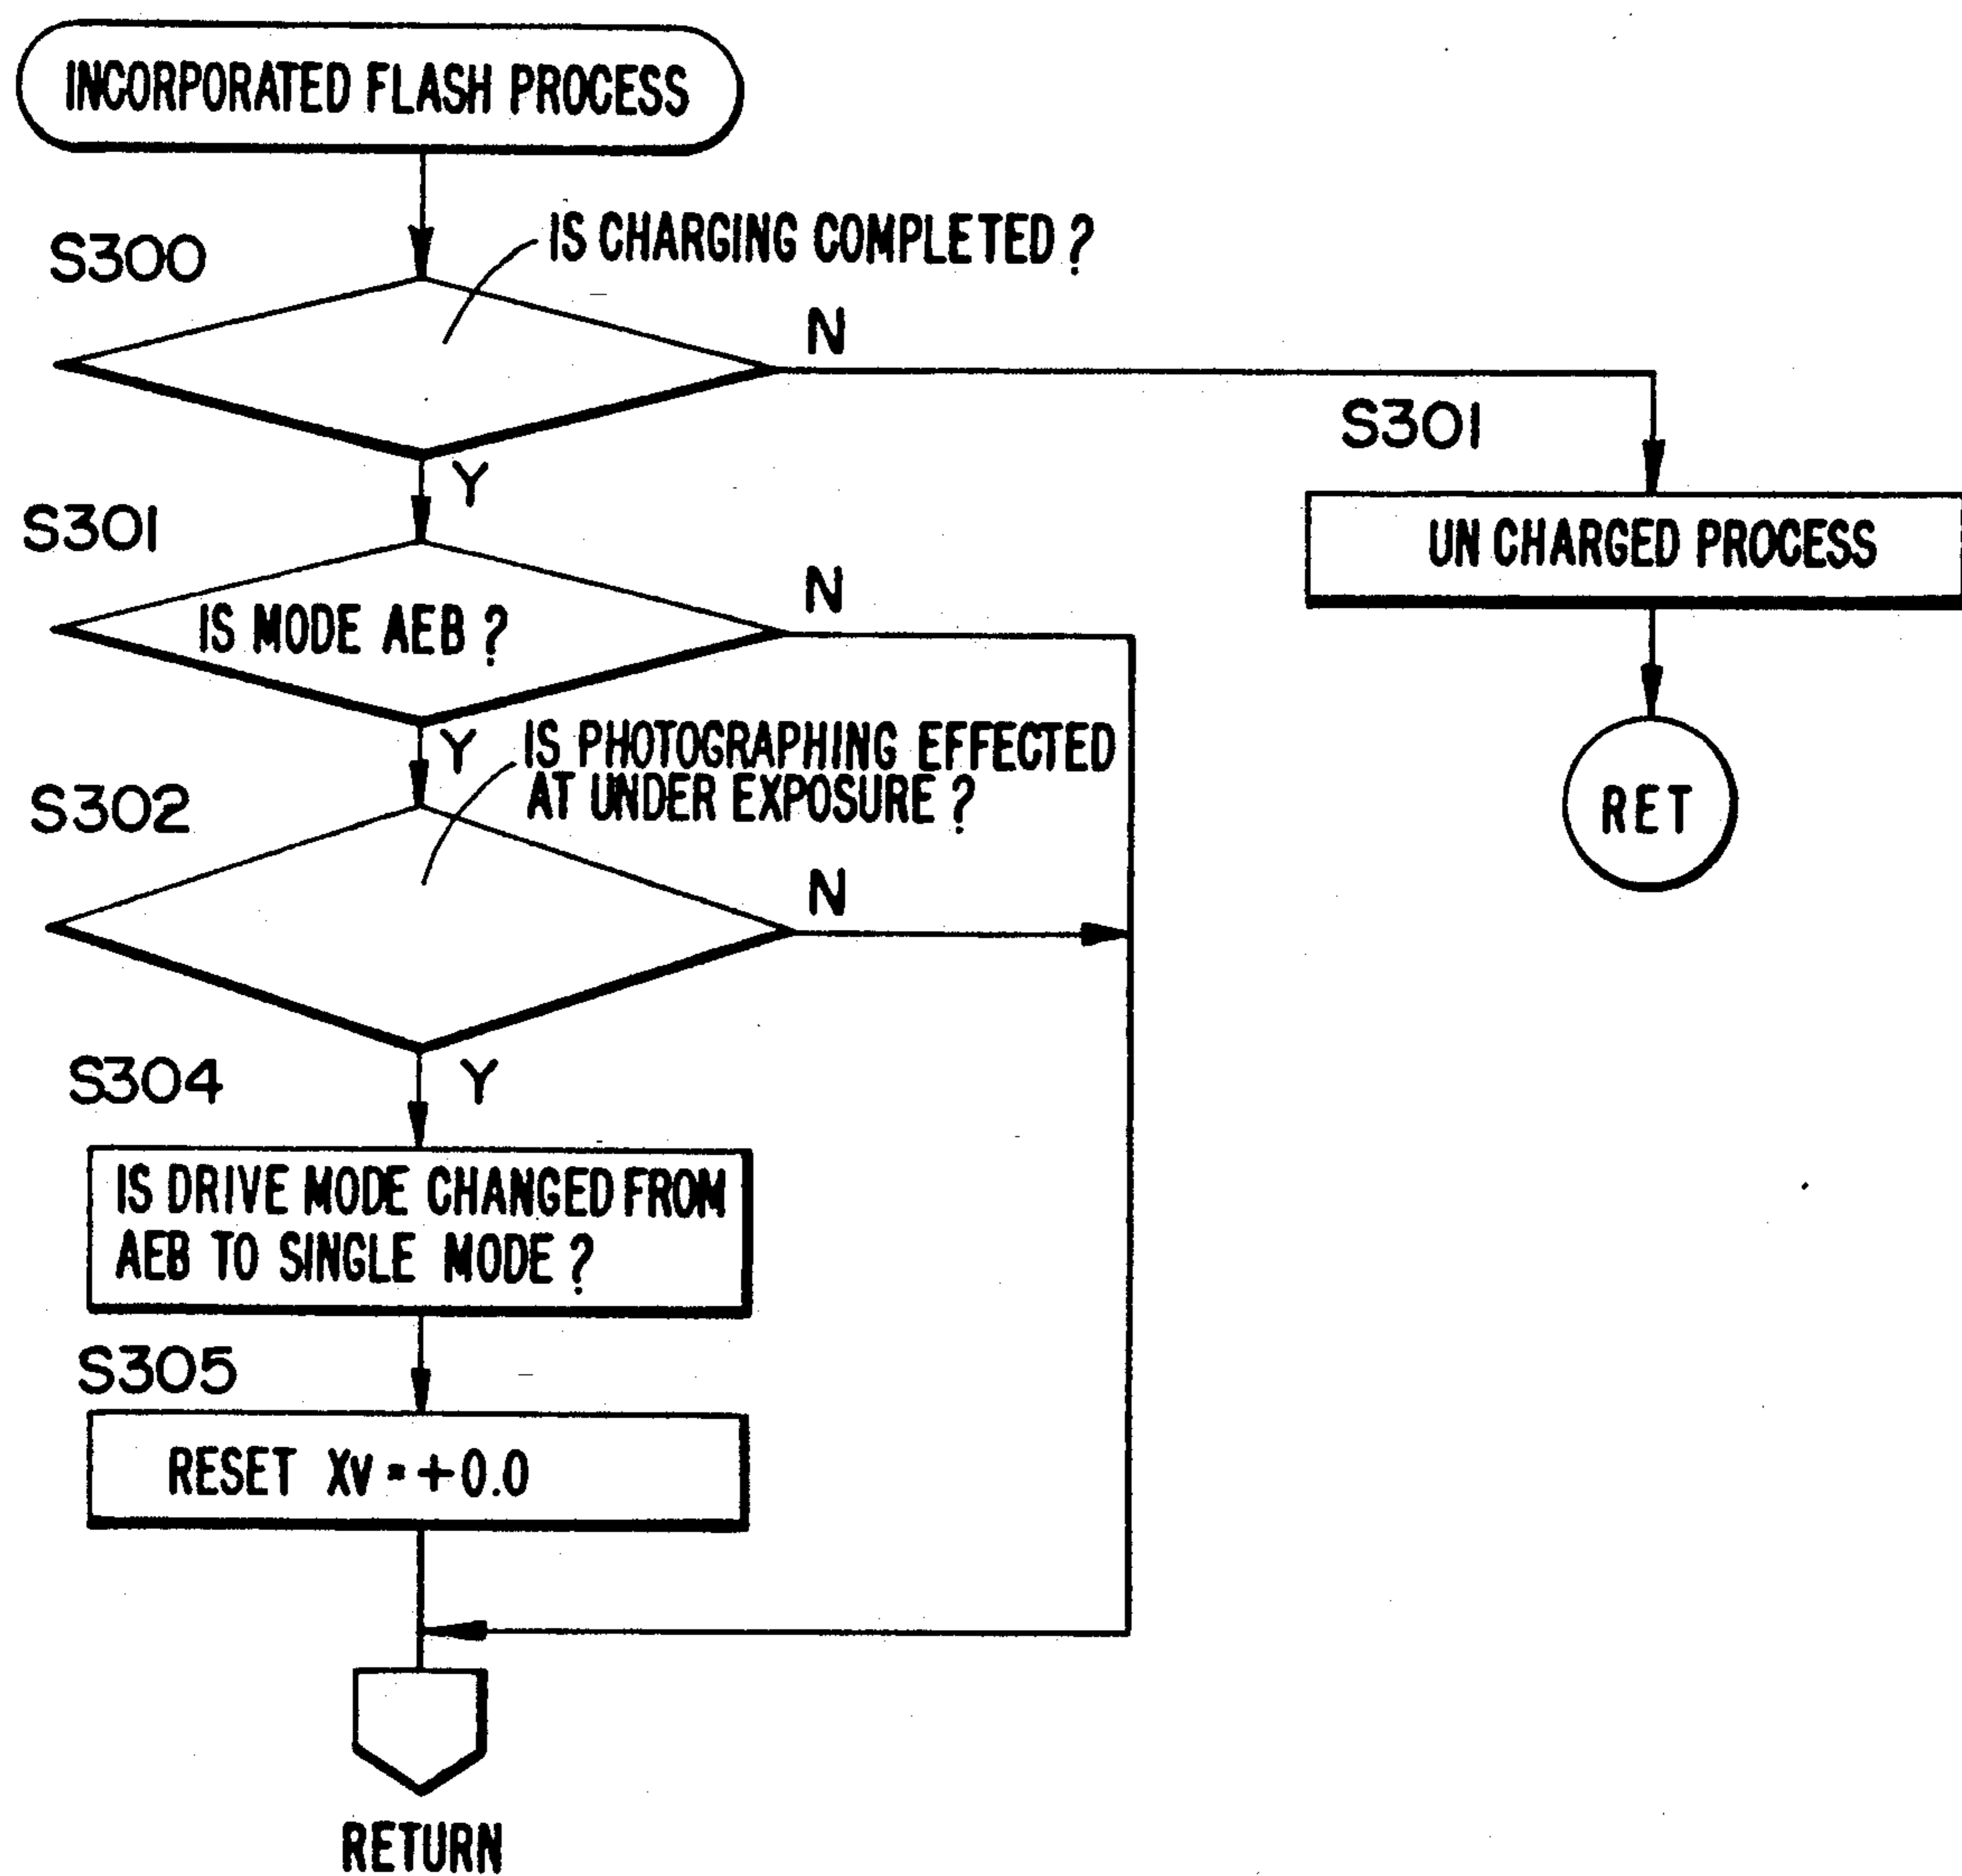 INCORPORATED FLASH PROCESS
S300
IS CHARGING COMPLETED ?
N
Y
S301
UN CHARGED PROCESS
RET
S301
IS MODE AEB ?
N
Y
S302
IS PHOTOGRAPHING EFFECTED
AT UNDER EXPOSURE ?
N
Y
S304
IS DRIVE MODE CHANGED FROM
AEB TO SINGLE MODE ?
S305
RESET XV = +0.0
RETURN